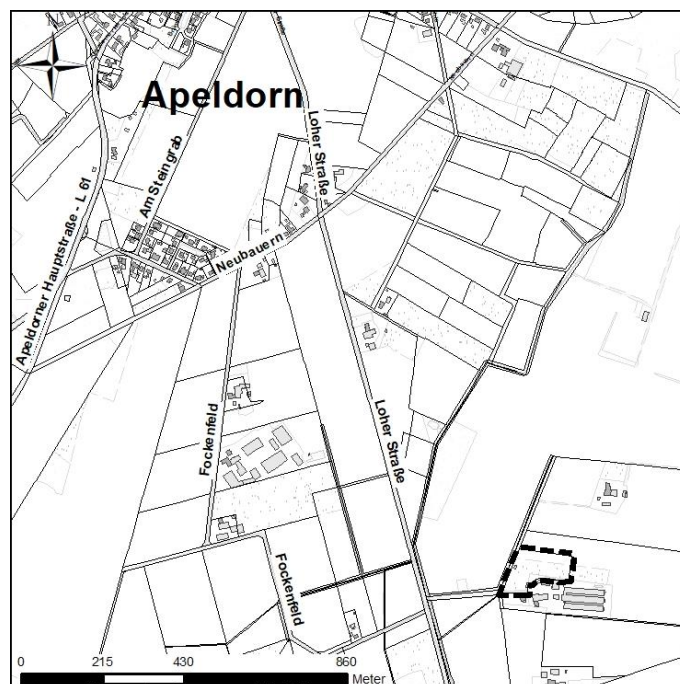 Apeldorn
Apeldorner Hauptstraße - L 61
Am Steingrab
Loher Straße
Neubauern
Fockenfeld
Loher Straße
Fockenfeld
0 215 430 860
Meter